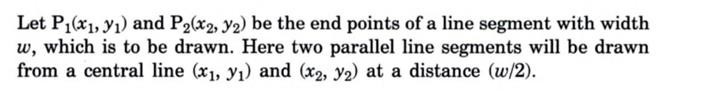 Let P₁(x₁, y₁) and P₂(x₂, y₂) be the end points of a line segment with width
w, which is to be drawn. Here two parallel line segments will be drawn
from a central line (x₁, y₁) and (x₂, y₂) at a distance (w/2).